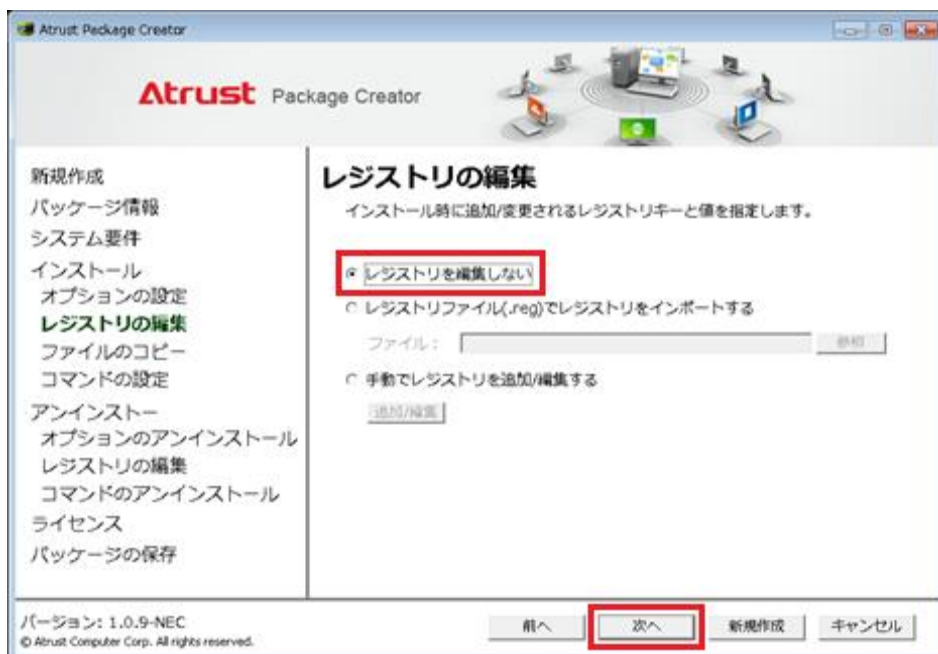 Atrust Package Creator
Atrust Package Creator
新規作成
パッケージ情報
システム要件
インストール
オプションの設定
レジストリの編集
ファイルのコピー
コマンドの設定
アンインストー
オプションのアンインストール
レジストリの編集
コマンドのアンインストール
ライセンス
パッケージの保存
レジストリの編集
インストール時に追加/変更されるレジストリキーと値を指定します。
レジストリを編集しない
レジストリファイル(.reg)でレジストリをインポートする
ファイル： 参照
手動でレジストリを追加/編集する
追加/編集
バージョン: 1.0.9-NEC
© Atrust Computer Corp. All rights reserved.
前へ 次へ 新規作成 キャンセル